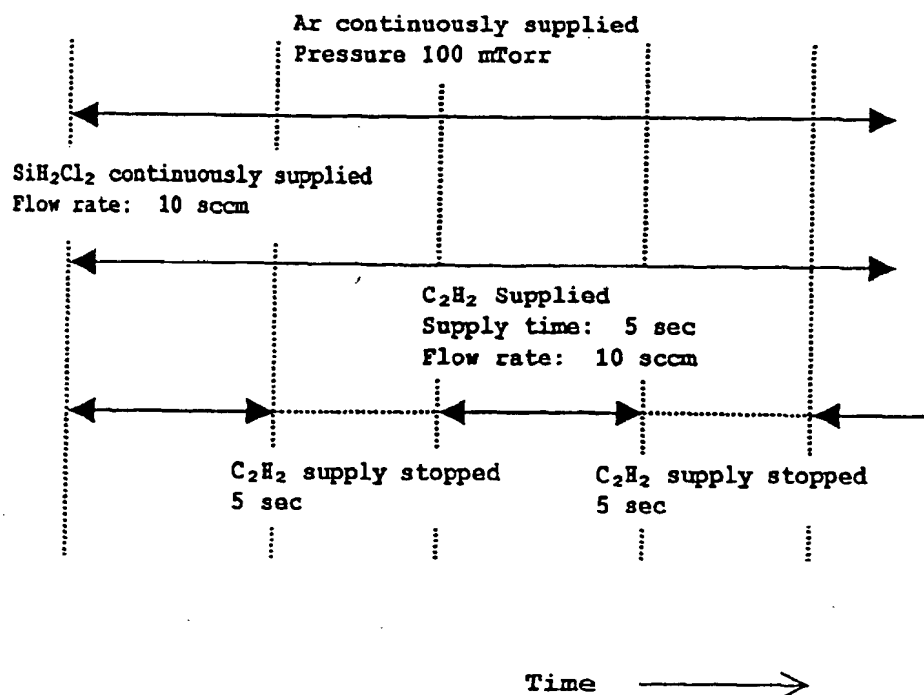 Ar continuously supplied
Pressure 100 mTorr
SiH₂Cl₂ continuously supplied
Flow rate: 10 sccm
C₂H₂ Supplied
Supply time: 5 sec
Flow rate: 10 sccm
C₂H₂ supply stopped
5 sec
C₂H₂ supply stopped
5 sec
Time